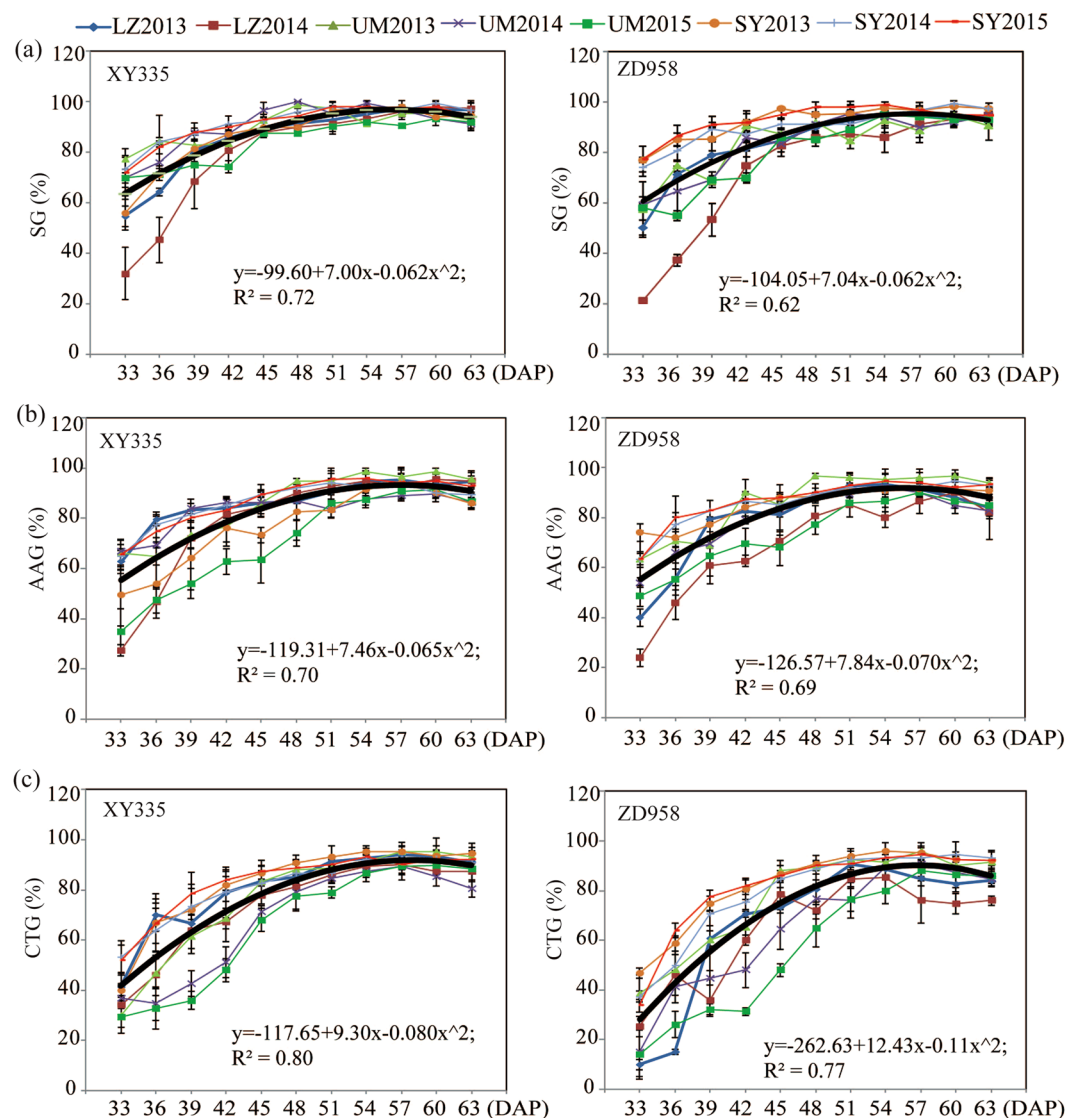 LZ2013 LZ2014 UM2013 UM2014 UM2015 SY2013 SY2014 SY2015
(a)
120
100
80
60
40
20
0
SG (%)
XY335
y=-99.60+7.00x-0.062x^2;
R² = 0.72
33 36 39 42 45 48 51 54 57 60 63 (DAP)
120
100
80
60
40
20
0
SG (%)
ZD958
y=-104.05+7.04x-0.062x^2;
R² = 0.62
33 36 39 42 45 48 51 54 57 60 63 (DAP)
(b)
120
100
80
60
40
20
0
AAG (%)
XY335
y=-119.31+7.46x-0.065x^2;
R² = 0.70
33 36 39 42 45 48 51 54 57 60 63 (DAP)
120
100
80
60
40
20
0
AAG (%)
ZD958
y=-126.57+7.84x-0.070x^2;
R² = 0.69
33 36 39 42 45 48 51 54 57 60 63 (DAP)
(c)
120
100
80
60
40
20
0
CTG (%)
XY335
y=-117.65+9.30x-0.080x^2;
R² = 0.80
33 36 39 42 45 48 51 54 57 60 63 (DAP)
120
100
80
60
40
20
0
CTG (%)
ZD958
y=-262.63+12.43x-0.11x^2;
R² = 0.77
33 36 39 42 45 48 51 54 57 60 63 (DAP)